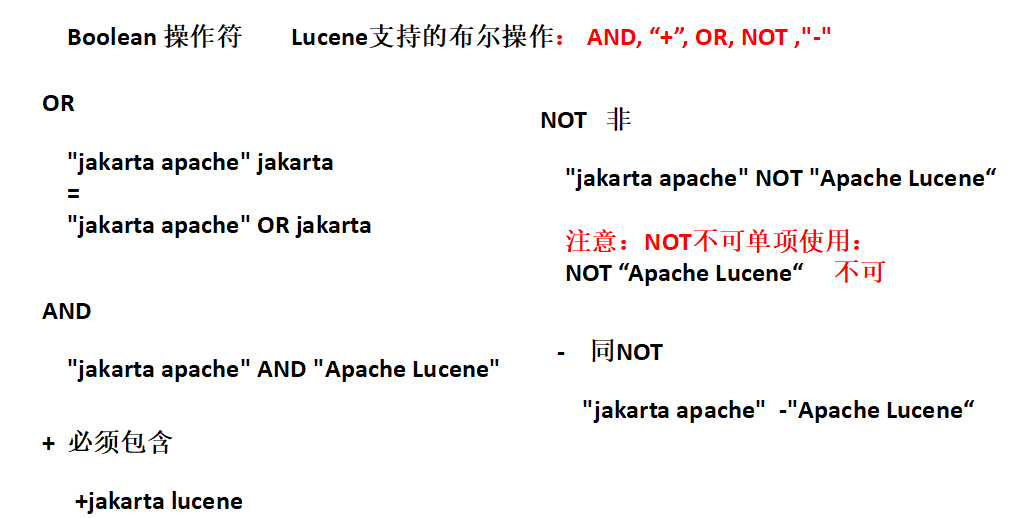 Boolean 操作符 Lucene支持的布尔操作： AND, “+”, OR, NOT ,"-"
OR
"jakarta apache" jakarta
=
"jakarta apache" OR jakarta
AND
"jakarta apache" AND "Apache Lucene"
+ 必须包含
+jakarta lucene
NOT 非
"jakarta apache" NOT "Apache Lucene“
注意：NOT不可单项使用：
NOT “Apache Lucene“ 不可
- 同NOT
"jakarta apache" -"Apache Lucene“